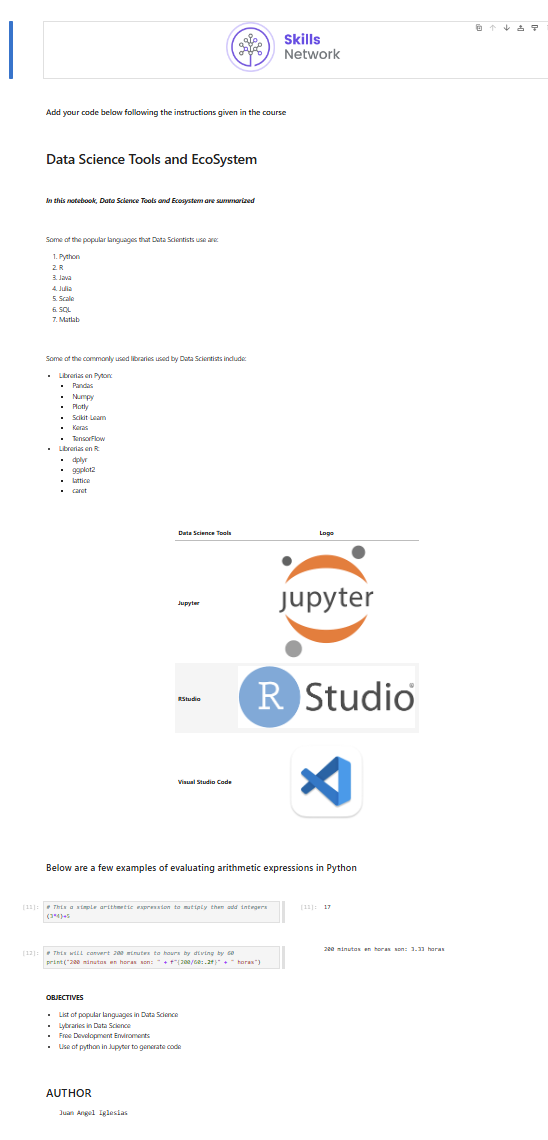 Skills
Network
Add your code below following the instructions given in the course
Data Science Tools and EcoSystem
In this notebook, Data Science Tools and Ecosystem are summarized
Some of the popular languages that Data Scientists use are:
1. Python
2. R
3. Java
4. Julia
5. Scale
6. SQL
7. Matlab
Some of the commonly used libraries used by Data Scientists include:
• Librerias en Pyton:
• Pandas
• Numpy
• Plotly
• Scikit-Learn
• Keras
• TensorFlow
• Librerias en R:
• dplyr
• ggplot2
• lattice
• caret
Data Science Tools Logo
Jupyter jupyter
RStudio R Studio®
Visual Studio Code
Below are a few examples of evaluating arithmetic expressions in Python
[11]: # This a simple arithmetic expression to mutiply then add integers
(3*4)+5
[11]: 17
[12]: # This will convert 200 minutes to hours by diving by 60
print("200 minutos en horas son: " + f"{200/60:.2f}" + " horas")
200 minutos en horas son: 3.33 horas
OBJECTIVES
• List of popular languages in Data Science
• Lybraries in Data Science
• Free Development Enviroments
• Use of python in Jupyter to generate code
AUTHOR
Juan Angel Iglesias